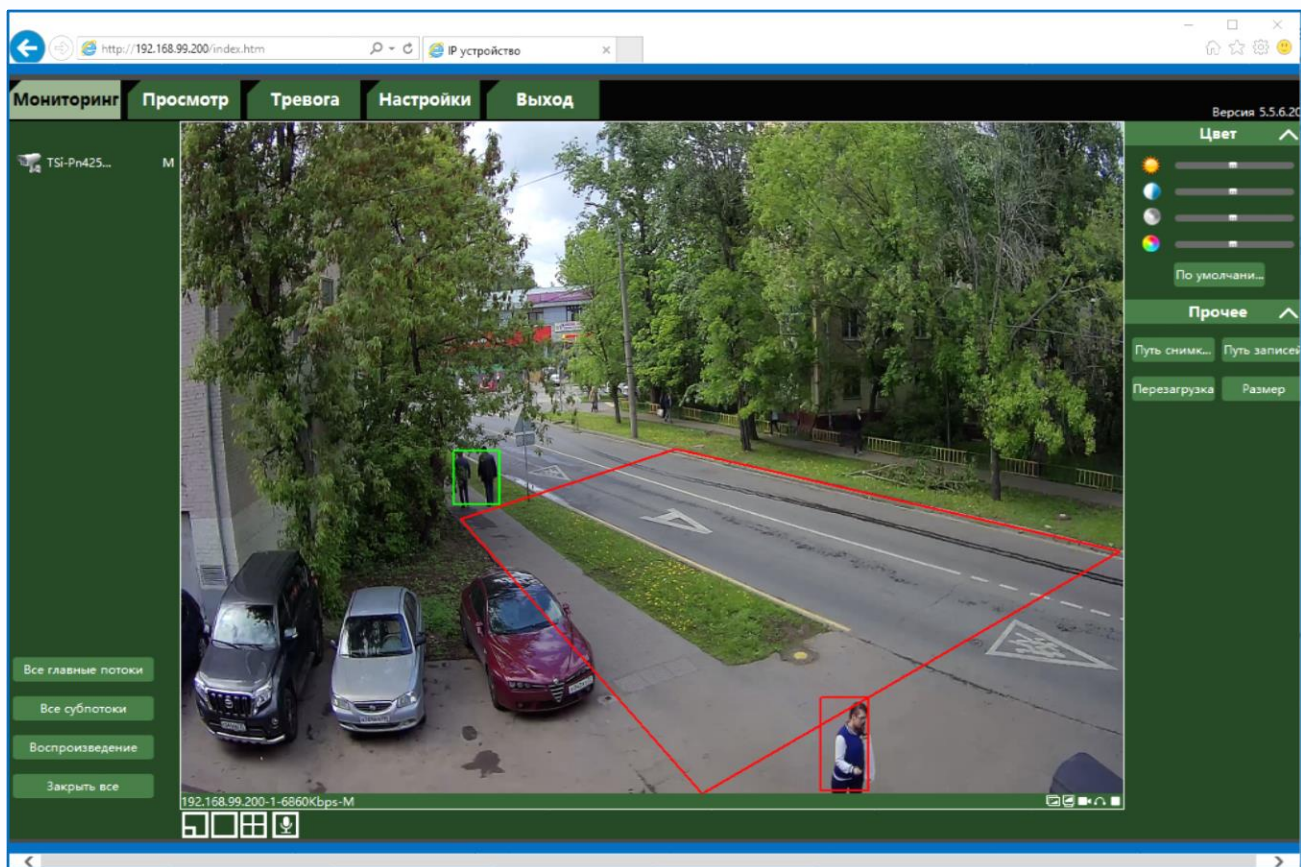 http://192.168.99.200/index.htm
IP устройство
Мониторинг
Просмотр
Тревога
Настройки
Выход
Версия 5.5.6.20
TSi-Pn425...
M
Цвет
По умолчани...
Прочее
Путь снимк...
Путь записей
Перезагрузка
Размер
Все главные потоки
Все субпотоки
Воспроизведение
Закрыть все
192.168.99.200-1-6860Kbps-M